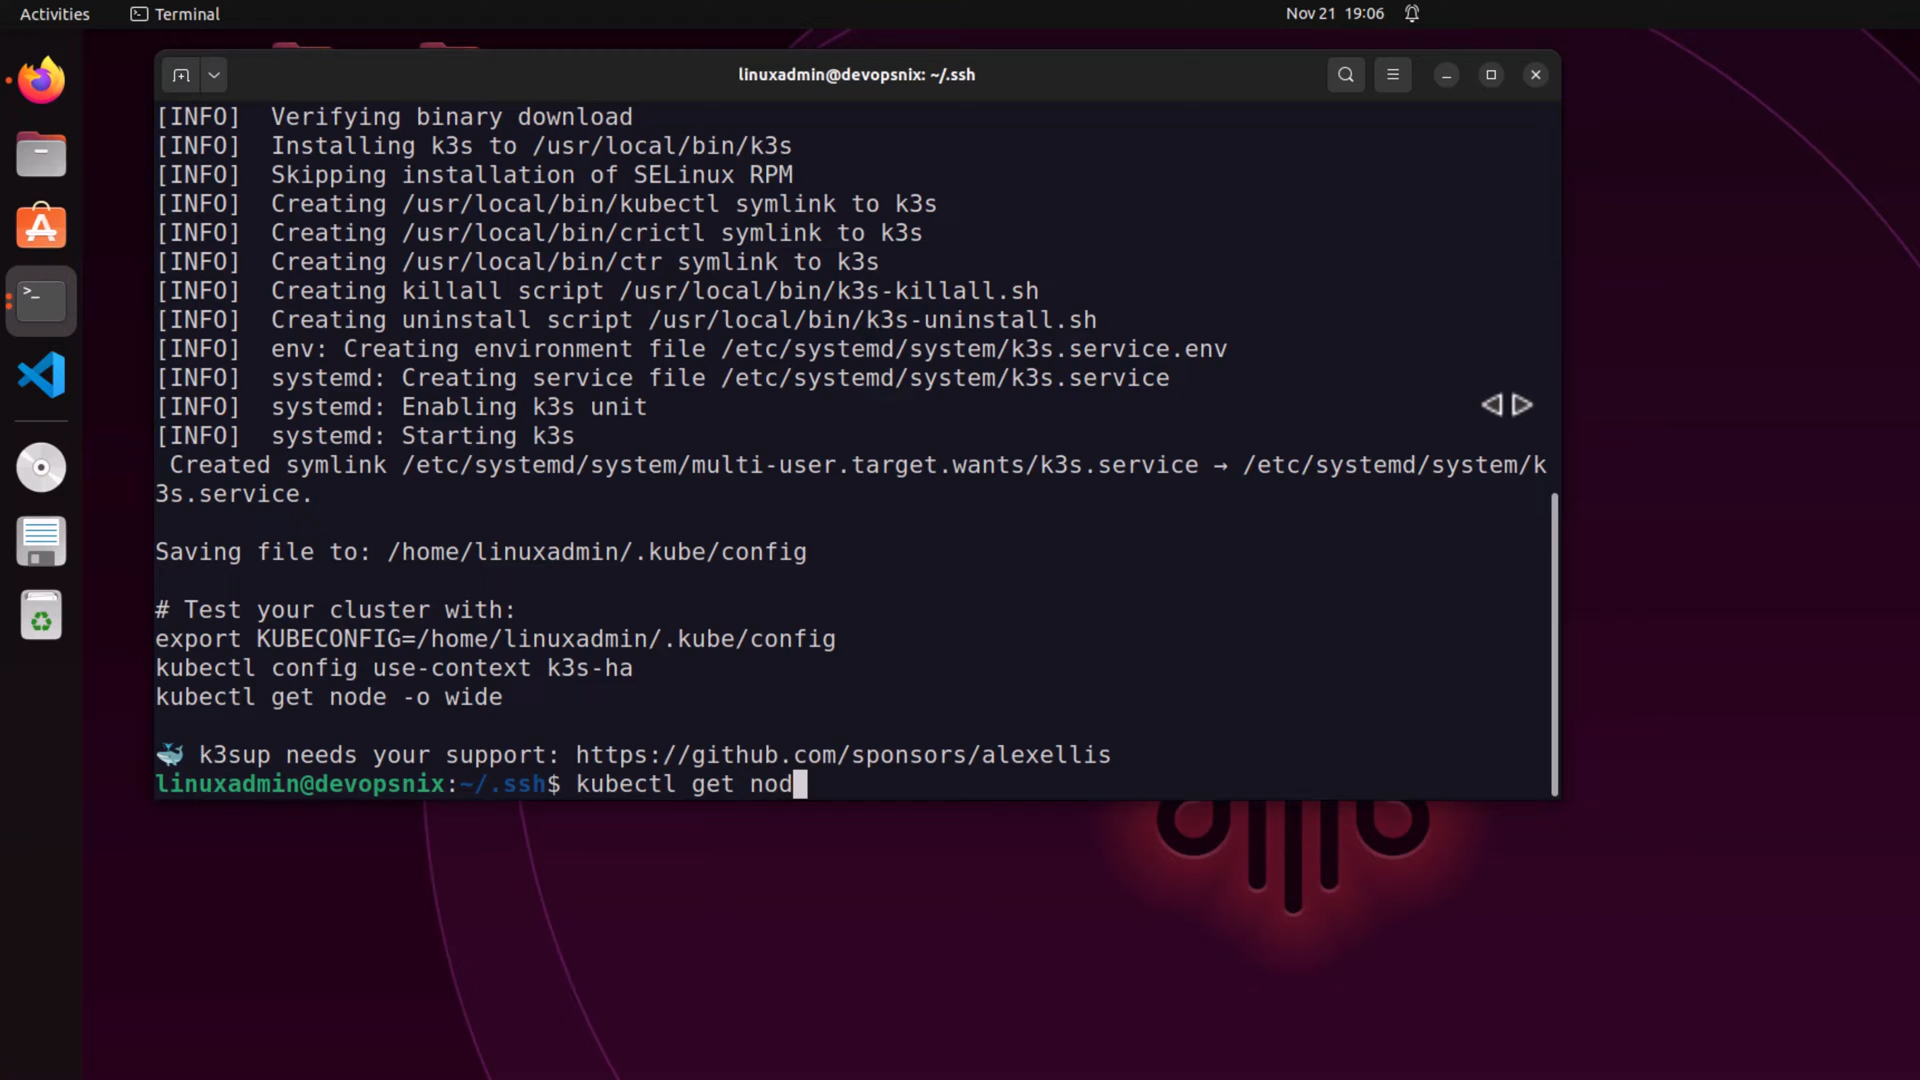 Activities
Terminal
Nov 21 19:06
linuxadmin@devopsnix: ~/.ssh
[INFO]  Verifying binary download
[INFO]  Installing k3s to /usr/local/bin/k3s
[INFO]  Skipping installation of SELinux RPM
[INFO]  Creating /usr/local/bin/kubectl symlink to k3s
[INFO]  Creating /usr/local/bin/crictl symlink to k3s
[INFO]  Creating /usr/local/bin/ctr symlink to k3s
[INFO]  Creating killall script /usr/local/bin/k3s-killall.sh
[INFO]  Creating uninstall script /usr/local/bin/k3s-uninstall.sh
[INFO]  env: Creating environment file /etc/systemd/system/k3s.service.env
[INFO]  systemd: Creating service file /etc/systemd/system/k3s.service
[INFO]  systemd: Enabling k3s unit
[INFO]  systemd: Starting k3s
 Created symlink /etc/systemd/system/multi-user.target.wants/k3s.service → /etc/systemd/system/k
3s.service.
Saving file to: /home/linuxadmin/.kube/config
# Test your cluster with:
export KUBECONFIG=/home/linuxadmin/.kube/config
kubectl config use-context k3s-ha
kubectl get node -o wide
🐳 k3sup needs your support: https://github.com/sponsors/alexellis
linuxadmin@devopsnix:~/.ssh$ kubectl get nod